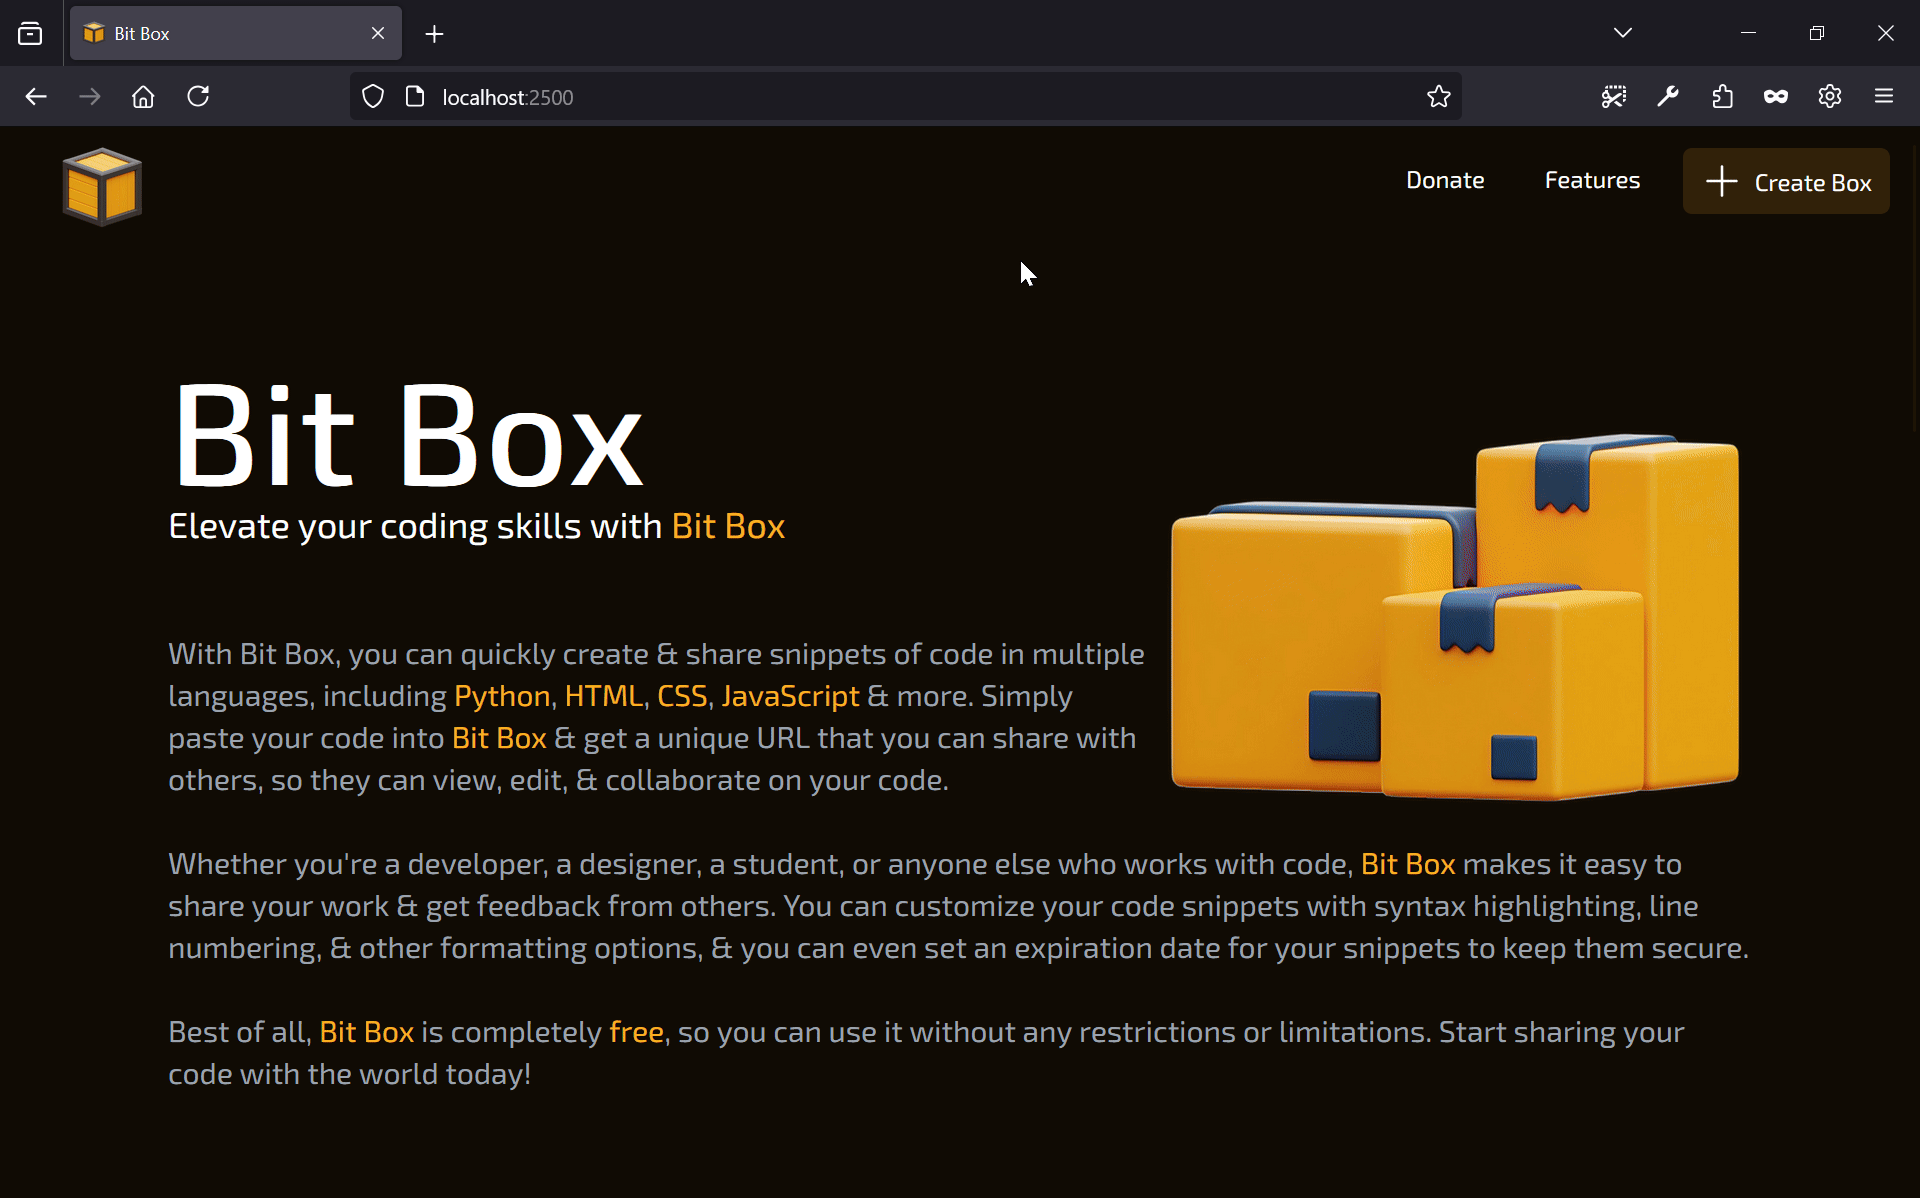 Bit Box
localhost:2500
Donate
Features
Create Box
Bit Box
Elevate your coding skills with Bit Box
With Bit Box, you can quickly create & share snippets of code in multiple
languages, including Python, HTML, CSS, JavaScript & more. Simply
paste your code into Bit Box & get a unique URL that you can share with
others, so they can view, edit, & collaborate on your code.
Whether you're a developer, a designer, a student, or anyone else who works with code, Bit Box makes it easy to
share your work & get feedback from others. You can customize your code snippets with syntax highlighting, line
numbering, & other formatting options, & you can even set an expiration date for your snippets to keep them secure.
Best of all, Bit Box is completely free, so you can use it without any restrictions or limitations. Start sharing your
code with the world today!